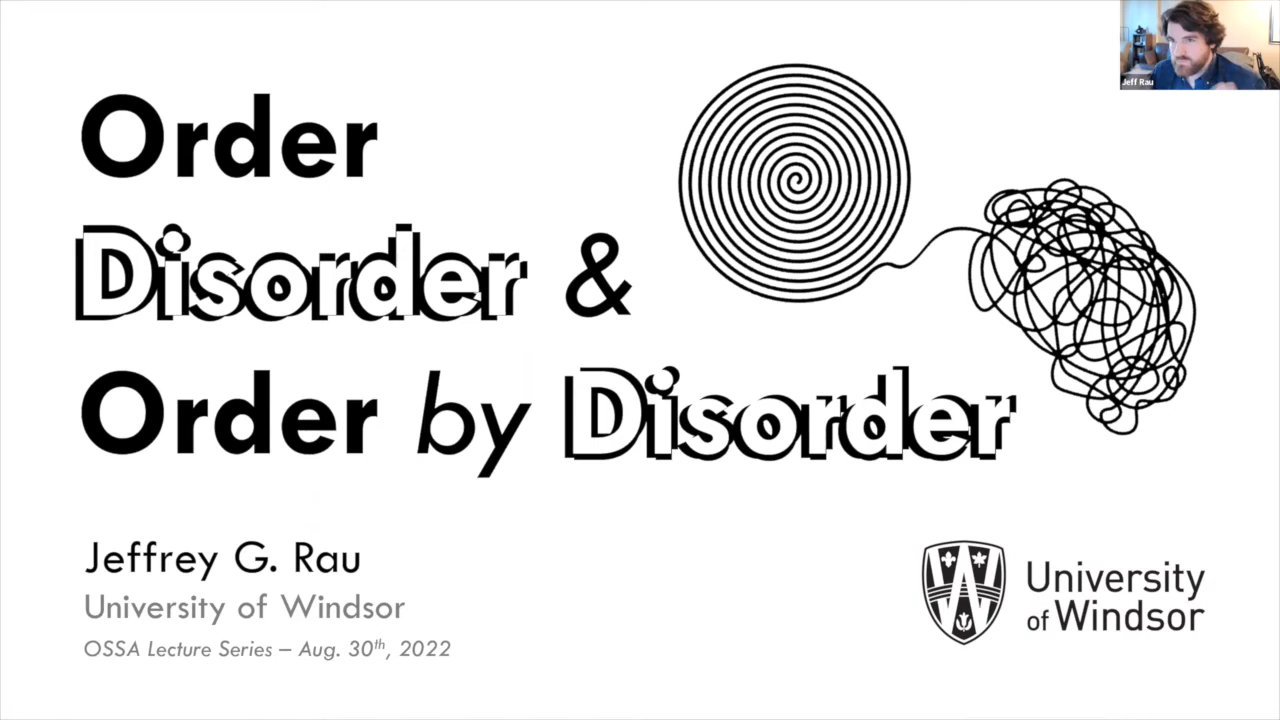 Order
Disorder &
Order by Disorder
Jeffrey G. Rau
University of Windsor
OSSA Lecture Series – Aug. 30th, 2022
University
of Windsor
Jeff Rau